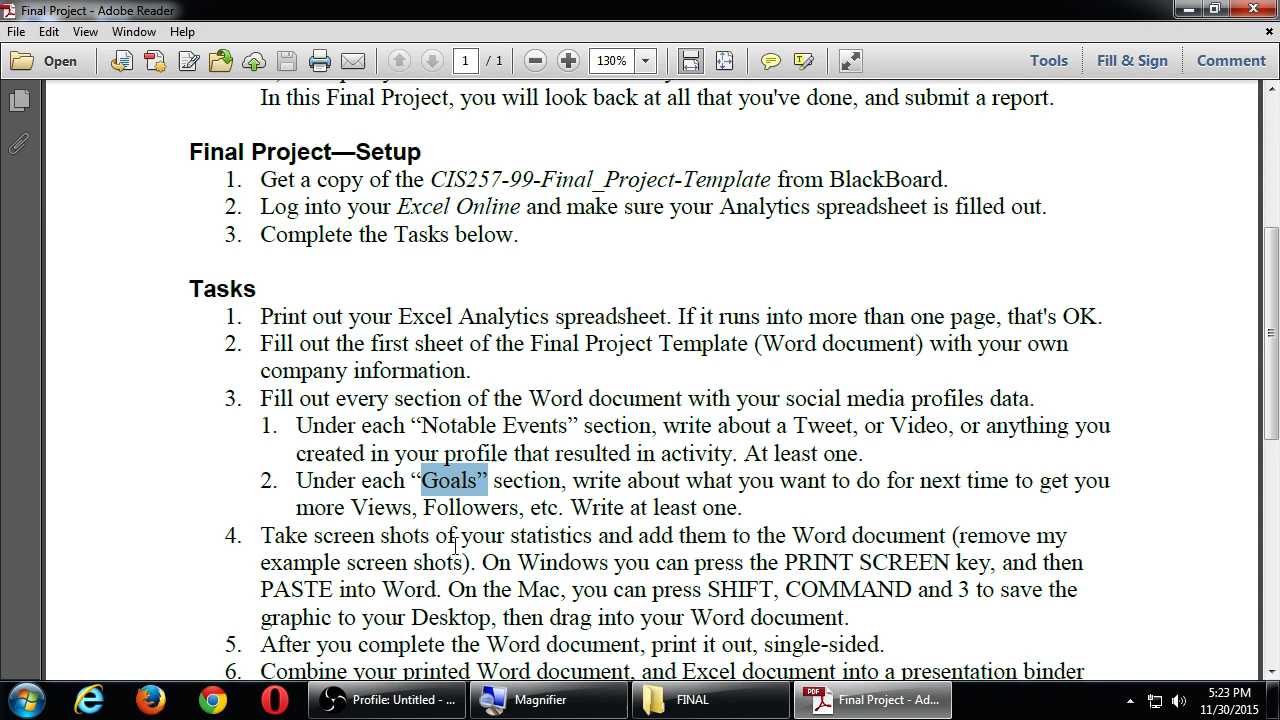 Final Project - Adobe Reader
File Edit View Window Help
Open 1 / 1 130% Tools Fill & Sign Comment
In this Final Project, you will look back at all that you've done, and submit a report.
Final Project—Setup
1. Get a copy of the CIS257-99-Final_Project-Template from BlackBoard.
2. Log into your Excel Online and make sure your Analytics spreadsheet is filled out.
3. Complete the Tasks below.
Tasks
1. Print out your Excel Analytics spreadsheet. If it runs into more than one page, that's OK.
2. Fill out the first sheet of the Final Project Template (Word document) with your own
company information.
3. Fill out every section of the Word document with your social media profiles data.
1. Under each “Notable Events” section, write about a Tweet, or Video, or anything you
created in your profile that resulted in activity. At least one.
2. Under each “Goals” section, write about what you want to do for next time to get you
more Views, Followers, etc. Write at least one.
4. Take screen shots of your statistics and add them to the Word document (remove my
example screen shots). On Windows you can press the PRINT SCREEN key, and then
PASTE into Word. On the Mac, you can press SHIFT, COMMAND and 3 to save the
graphic to your Desktop, then drag into your Word document.
5. After you complete the Word document, print it out, single-sided.
6. Combine your printed Word document, and Excel document into a presentation binder
Profile: Untitled - ... Magnifier FINAL PDF Final Project - Ad... 5:23 PM
11/30/2015